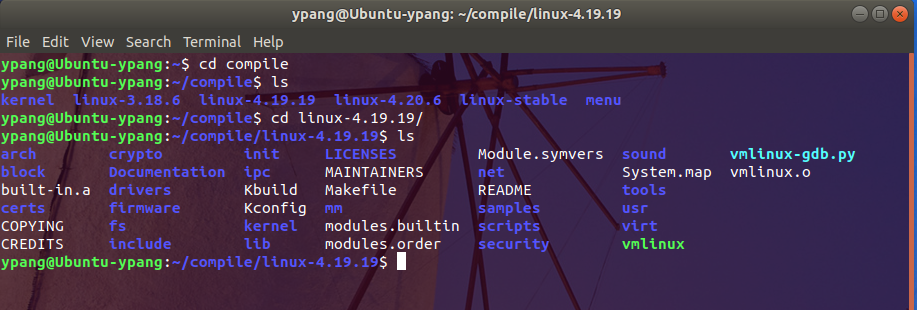 ypang@Ubuntu-ypang: ~/compile/linux-4.19.19
File Edit View Search Terminal Help
ypang@Ubuntu-ypang:~$ cd compile
ypang@Ubuntu-ypang:~/compile$ ls
kernel linux-3.18.6 linux-4.19.19 linux-4.20.6 linux-stable menu
ypang@Ubuntu-ypang:~/compile$ cd linux-4.19.19/
ypang@Ubuntu-ypang:~/compile/linux-4.19.19$ ls
arch crypto init LICENSES Module.symvers sound vmlinux-gdb.py
block Documentation ipc MAINTAINERS net System.map vmlinux.o
built-in.a drivers Kbuild Makefile README tools
certs firmware Kconfig mm samples usr
COPYING fs kernel modules.builtin scripts virt
CREDITS include lib modules.order security vmlinux
ypang@Ubuntu-ypang:~/compile/linux-4.19.19$